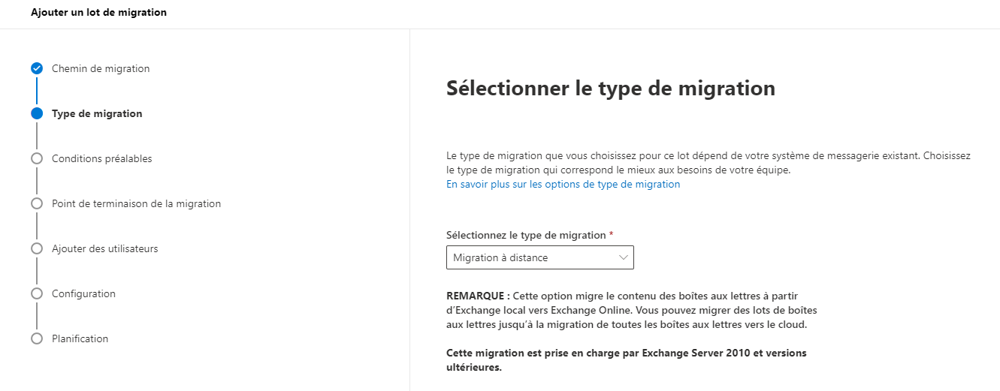 Ajouter un lot de migration
Chemin de migration
Type de migration
Conditions préalables
Point de terminaison de la migration
Ajouter des utilisateurs
Configuration
Planification
Sélectionner le type de migration
Le type de migration que vous choisissez pour ce lot dépend de votre système de messagerie existant. Choisissez
le type de migration qui correspond le mieux aux besoins de votre équipe.
En savoir plus sur les options de type de migration
Sélectionnez le type de migration *
Migration à distance
REMARQUE : Cette option migre le contenu des boîtes aux lettres à partir
d’Exchange local vers Exchange Online. Vous pouvez migrer des lots de boîtes
aux lettres jusqu’à la migration de toutes les boîtes aux lettres vers le cloud.
Cette migration est prise en charge par Exchange Server 2010 et versions
ultérieures.